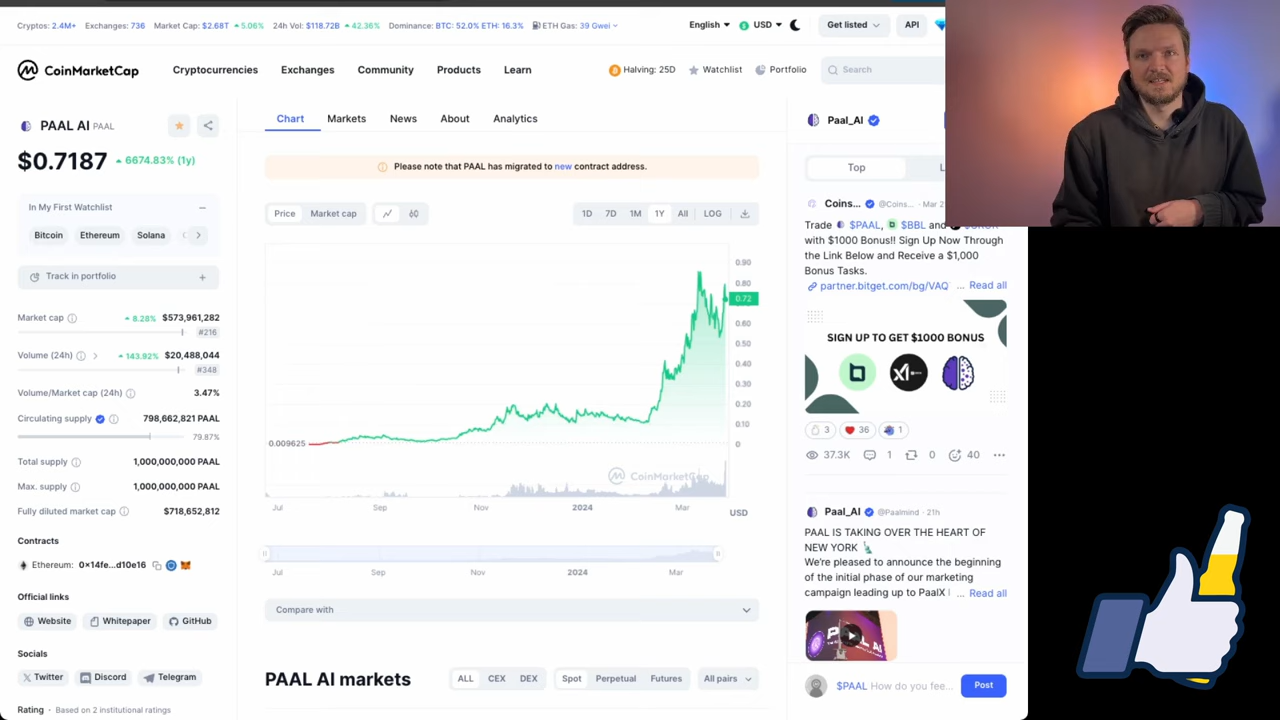 Cryptos: 2.4M+ Exchanges: 736 Market Cap: $2.68T 5.06% 24h Vol: $118.72B 42.36% Dominance: BTC: 52.0% ETH: 16.3% ETH Gas: 39 Gwei
English USD Get listed API
CoinMarketCap Cryptocurrencies Exchanges Community Products Learn Halving: 25D Watchlist Portfolio Search
PAAL AI PAAL
$0.7187 6674.83% (1y)
In My First Watchlist
Bitcoin Ethereum Solana
Track in portfolio +
Market cap 8.28% $573,961,282
#216
Volume (24h) 143.92% $20,488,044
#348
Volume/Market cap (24h) 3.47%
Circulating supply 798,662,821 PAAL
79.87%
Total supply 1,000,000,000 PAAL
Max. supply 1,000,000,000 PAAL
Fully diluted market cap $718,652,812
Contracts
Ethereum: 0x14fe...d10e16
Official links
Website Whitepaper GitHub
Socials
Twitter Discord Telegram
Rating · Based on 2 institutional ratings
Chart Markets News About Analytics
Please note that PAAL has migrated to new contract address.
Price Market cap 1D 7D 1M 1Y All LOG
0.90
0.80
0.72
0.60
0.50
0.40
0.30
0.20
0.10
0
0.009625
CoinMarketCap
Jul Sep Nov 2024 Mar USD
Jul Sep Nov 2024 Mar
Compare with
PAAL AI markets ALL CEX DEX Spot Perpetual Futures All pairs
Paal_AI
Top
Coins... @Coins... · Mar 2
Trade $PAAL, $BBL and
with $1000 Bonus!! Sign Up Now Through
the Link Below and Receive a $1,000
Bonus Tasks.
partner.bitget.com/bg/VAQ ... Read all
SIGN UP TO GET $1000 BONUS
3 36 1
37.3K 1 0 40
Paal_AI @Paalmind · 21h
PAAL IS TAKING OVER THE HEART OF
NEW YORK
We're pleased to announce the beginning
of the initial phase of our marketing
campaign leading up to PaalX ... Read all
PAAL AI
$PAAL How do you fee... Post